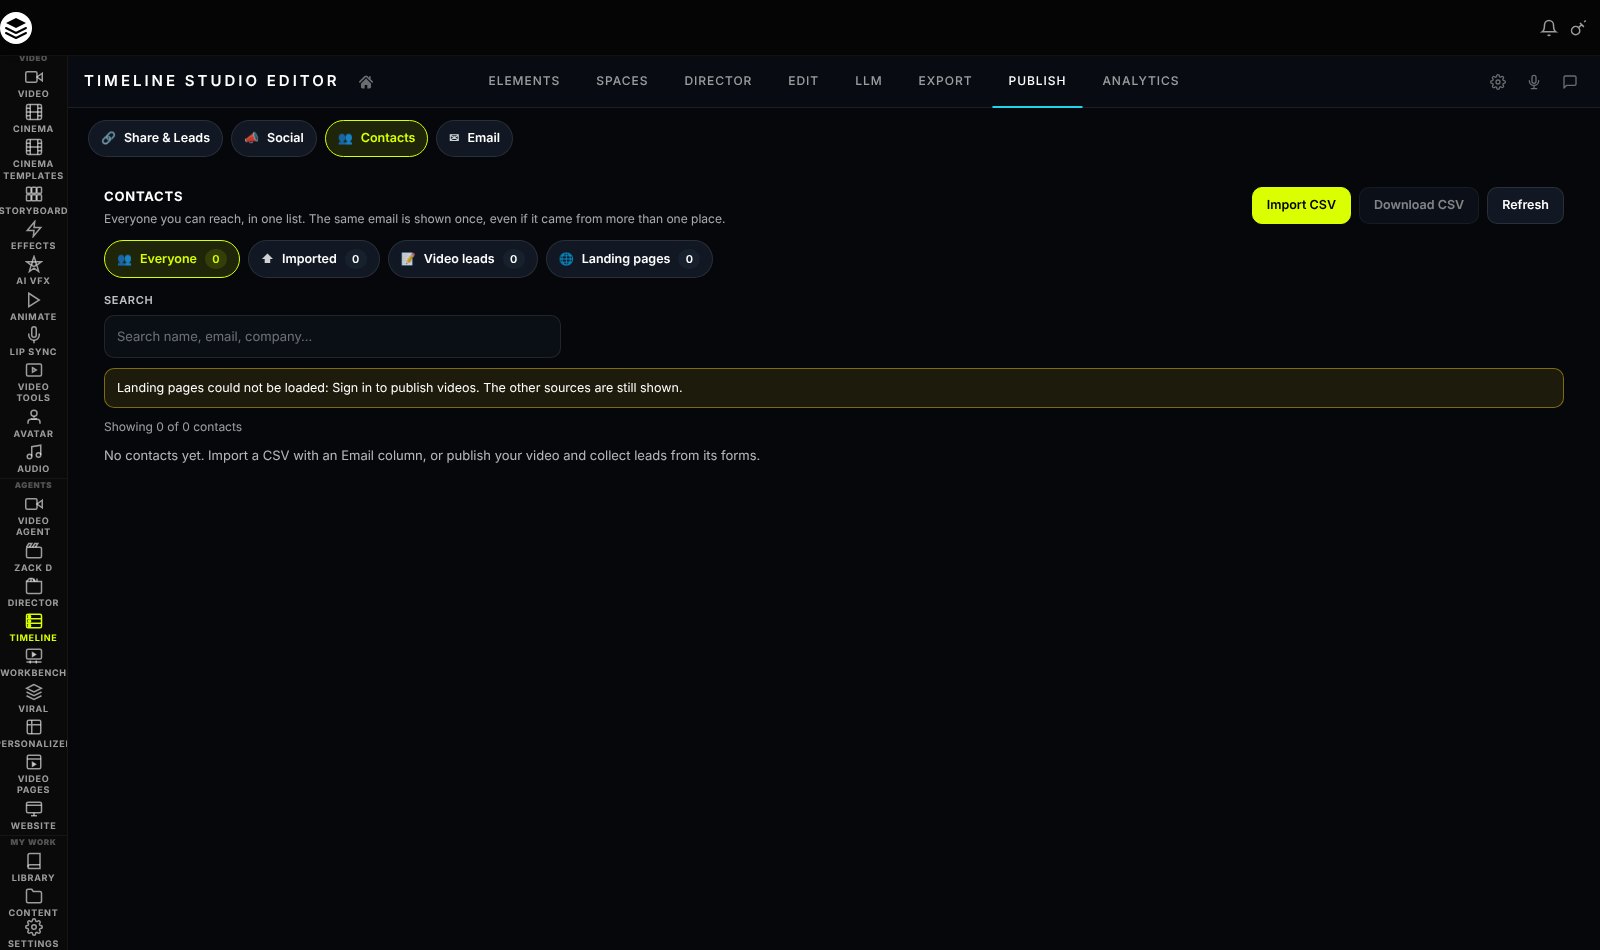 VIDEO
VIDEO
CINEMA
CINEMA
TEMPLATES
STORYBOARD
EFFECTS
AI VFX
ANIMATE
LIP SYNC
VIDEO
TOOLS
AVATAR
AUDIO
AGENTS
VIDEO
AGENT
ZACK D
DIRECTOR
TIMELINE
WORKBENCH
VIRAL
PERSONALIZE
VIDEO
PAGES
WEBSITE
MY WORK
LIBRARY
CONTENT
SETTINGS
TIMELINE STUDIO EDITOR
ELEMENTS
SPACES
DIRECTOR
EDIT
LLM
EXPORT
PUBLISH
ANALYTICS
Share & Leads
Social
Contacts
Email
CONTACTS
Everyone you can reach, in one list. The same email is shown once, even if it came from more than one place.
Import CSV
Download CSV
Refresh
Everyone 0
Imported 0
Video leads 0
Landing pages 0
SEARCH
Search name, email, company...
Landing pages could not be loaded: Sign in to publish videos. The other sources are still shown.
Showing 0 of 0 contacts
No contacts yet. Import a CSV with an Email column, or publish your video and collect leads from its forms.